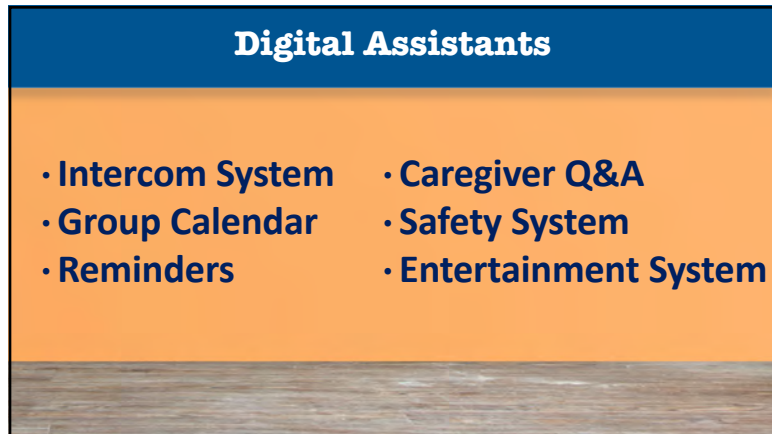 Digital Assistants
· Intercom System
· Group Calendar
· Reminders
· Caregiver Q&A
· Safety System
· Entertainment System